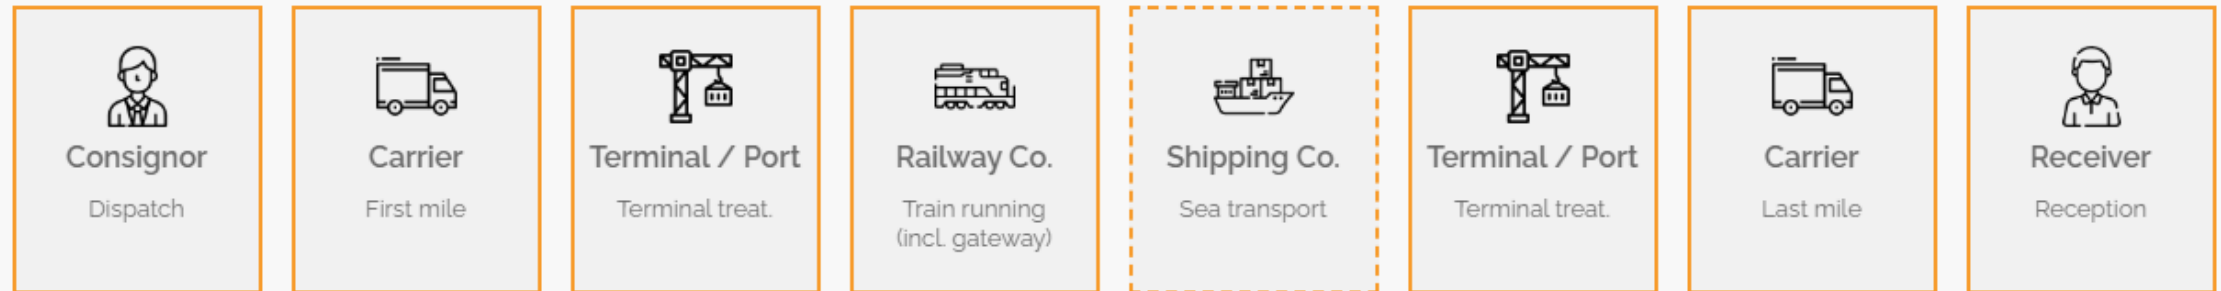 Consignor
Dispatch
Carrier
First mile
Terminal / Port
Terminal treat.
Railway Co.
Train running
(incl. gateway)
Shipping Co.
Sea transport
Terminal / Port
Terminal treat.
Carrier
Last mile
Receiver
Reception